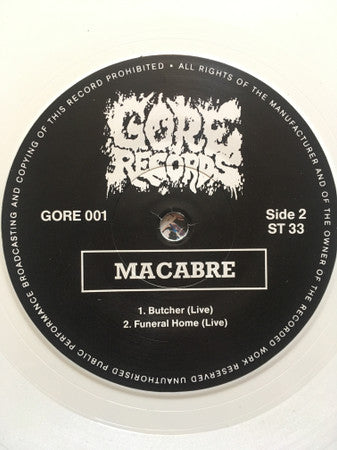 ALL RIGHTS OF THE MANUFACTURER AND OF THE OWNER OF THE RECORDED WORK RESERVED UNAUTHORISED PUBLIC PERFORMANCE BROADCASTING AND COPYING OF THIS RECORD PROHIBITED •
GORE
RECORDS
GORE 001
Side 2
ST 33
MACABRE
1. Butcher (Live)
2. Funeral Home (Live)